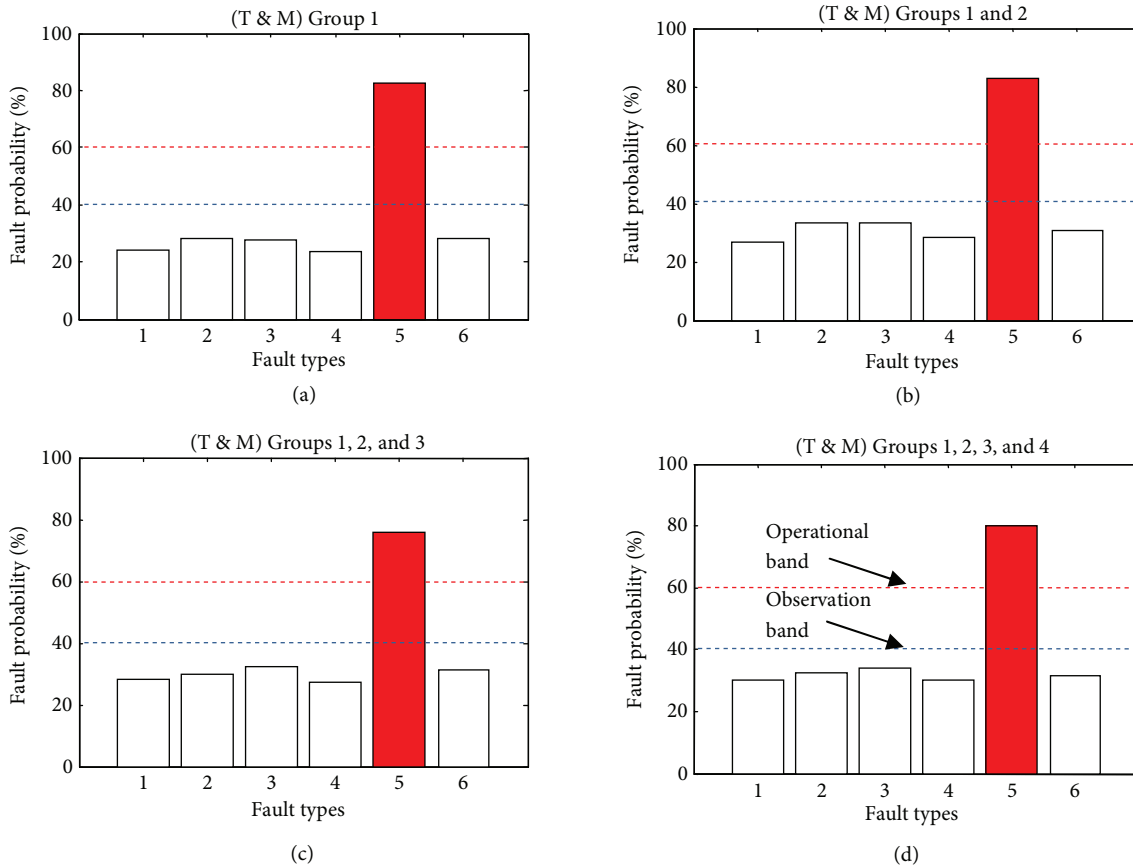 (T & M) Group 1
Fault probability (%)
100
80
60
40
20
0
1 2 3 4 5 6
Fault types
(a)
(T & M) Groups 1 and 2
Fault probability (%)
100
80
60
40
20
0
1 2 3 4 5 6
Fault types
(b)
(T & M) Groups 1, 2, and 3
Fault probability (%)
100
80
60
40
20
0
1 2 3 4 5 6
Fault types
(c)
(T & M) Groups 1, 2, 3, and 4
Fault probability (%)
100
80
60
40
20
0
Operational
band
Observation
band
1 2 3 4 5 6
Fault types
(d)